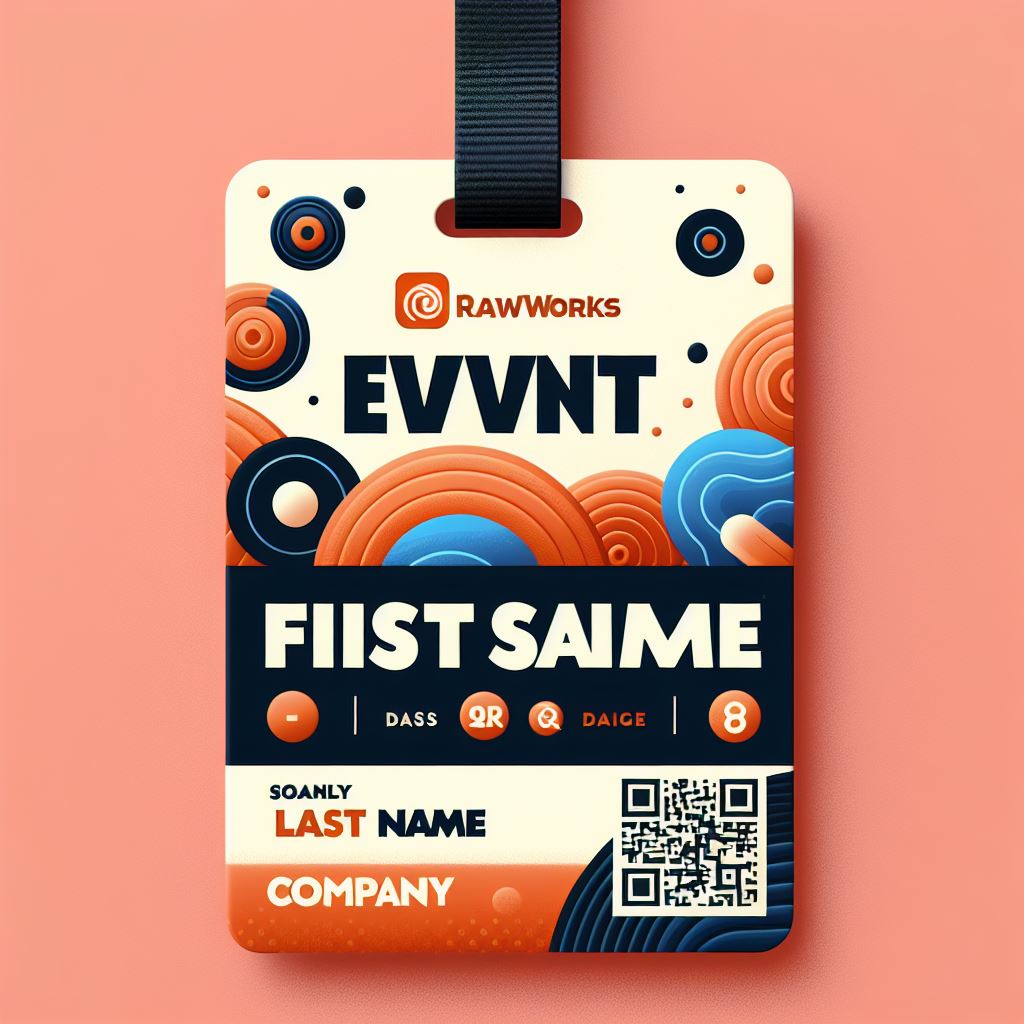 RAWWORKS
EVVNT
FIIST SAIME
- DASS QR Q DAIGE 8
SOANLY
LAST NAME
COMPANY